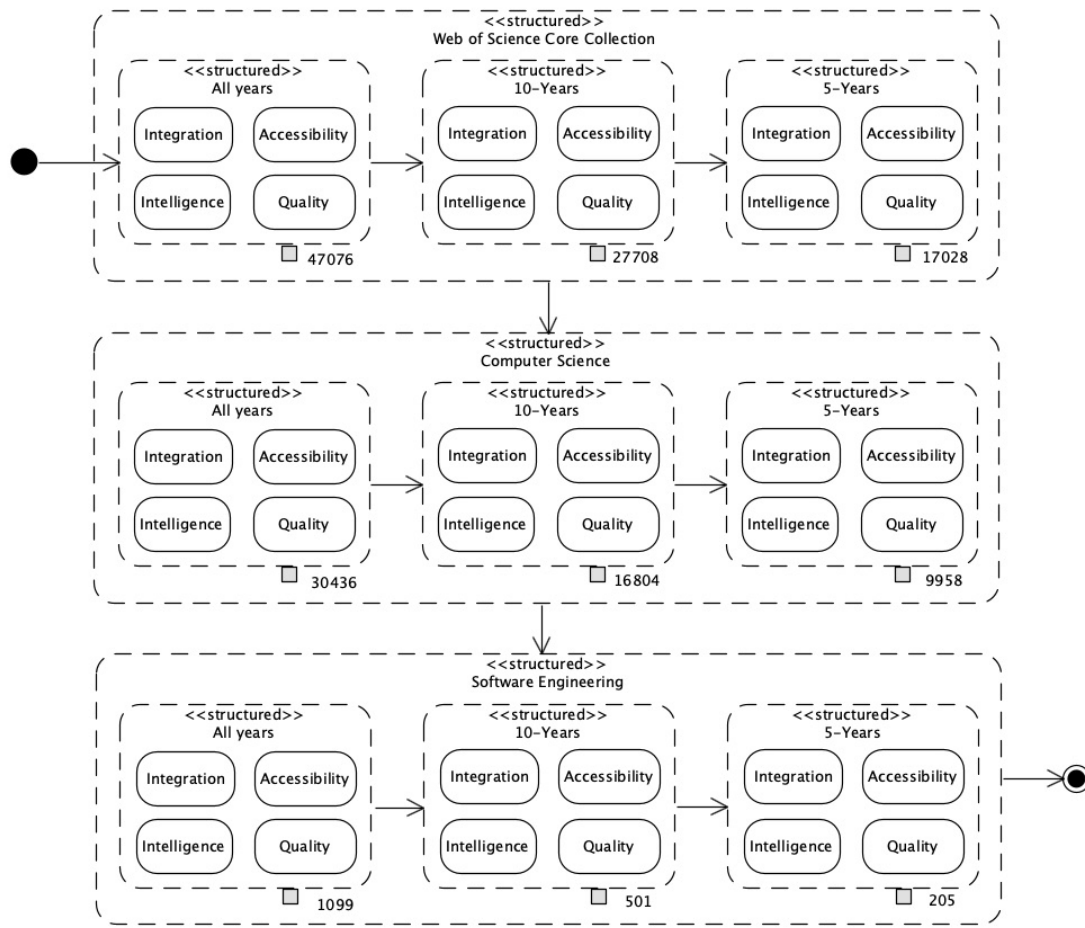 <<structured>>
Web of Science Core Collection
<<structured>>
All years
Integration
Accessibility
Intelligence
Quality
47076
<<structured>>
10-Years
Integration
Accessibility
Intelligence
Quality
27708
<<structured>>
5-Years
Integration
Accessibility
Intelligence
Quality
17028
<<structured>>
Computer Science
<<structured>>
All years
Integration
Accessibility
Intelligence
Quality
30436
<<structured>>
10-Years
Integration
Accessibility
Intelligence
Quality
16804
<<structured>>
5-Years
Integration
Accessibility
Intelligence
Quality
9958
<<structured>>
Software Engineering
<<structured>>
All years
Integration
Accessibility
Intelligence
Quality
1099
<<structured>>
10-Years
Integration
Accessibility
Intelligence
Quality
501
<<structured>>
5-Years
Integration
Accessibility
Intelligence
Quality
205